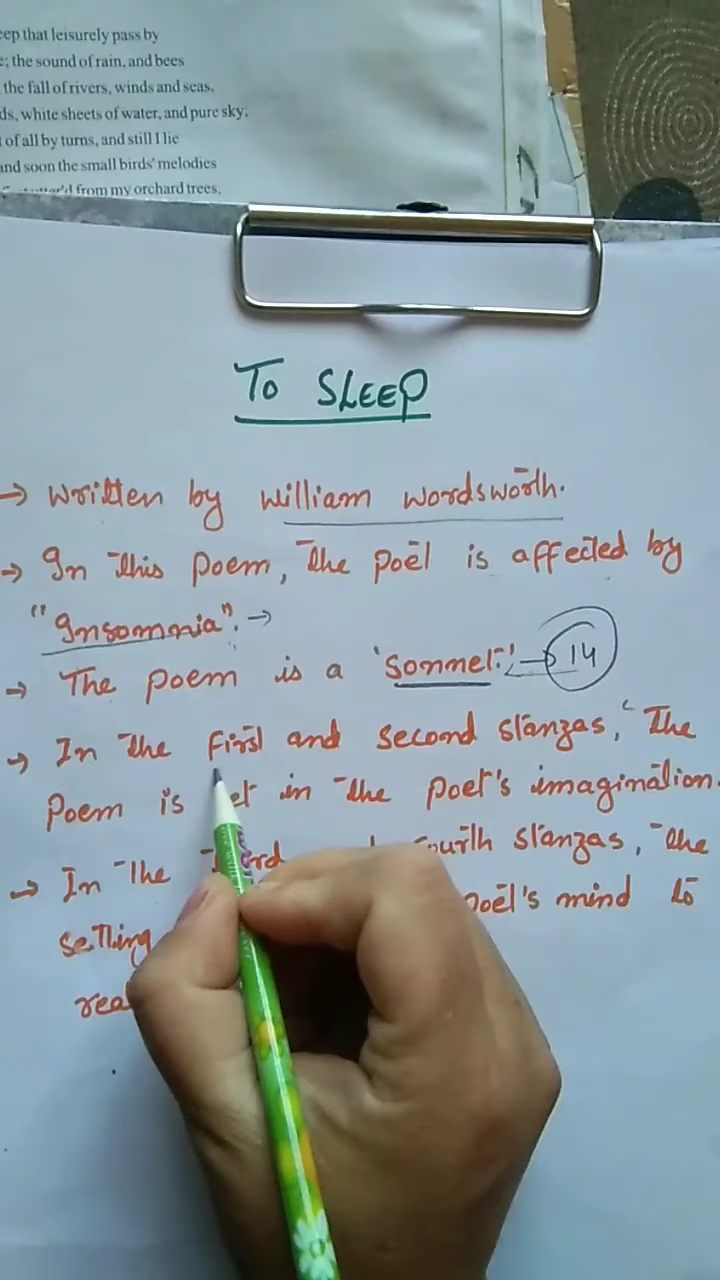 eep that leisurely pass by
e; the sound of rain, and bees
the fall of rivers, winds and seas,
ds, white sheets of water, and pure sky;
of all by turns, and still I lie
and soon the small birds' melodies
from my orchard trees,
To SLEEP
→ written by william wordsworth.
→ In this poem, the poet is affected by
"Insomnia". →
→ The poem is a 'sonnet.' → 14
→ In the first and second stanzas, the
poem is set in the poet's imagination.
→ In the fourth stanzas, the
setting poet's mind to